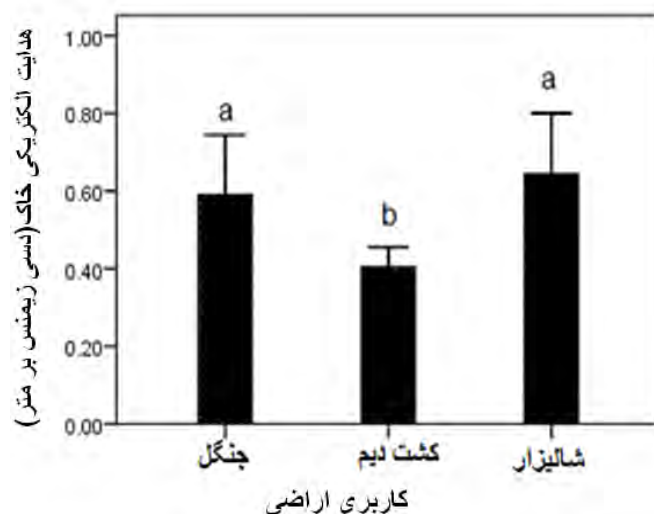 هدایت الکتریکی خاک(دسی زیمنس بر متر)
1.00
0.80
0.60
0.40
0.20
0.00
a
b
a
جنگل
کشت دیم
شالیزار
کاربری اراضی